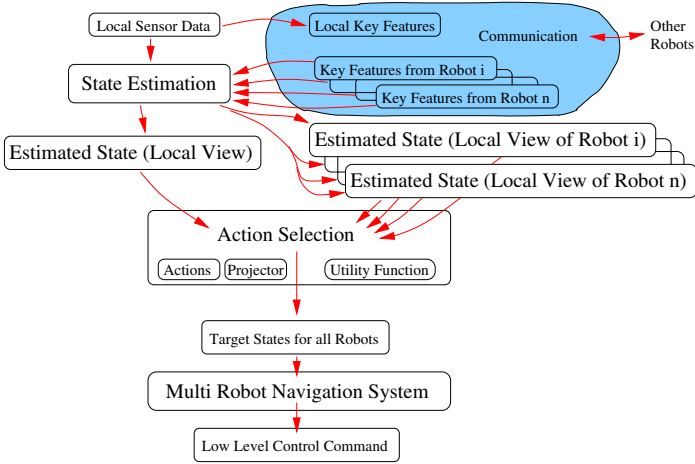 Local Sensor Data
Local Key Features
Communication
Other
Robots
State Estimation
Key Features from Robot i
Key Features from Robot n
Estimated State (Local View)
Estimated State (Local View of Robot i)
Estimated State (Local View of Robot n)
Action Selection
Actions
Projector
Utility Function
Target States for all Robots
Multi Robot Navigation System
Low Level Control Command